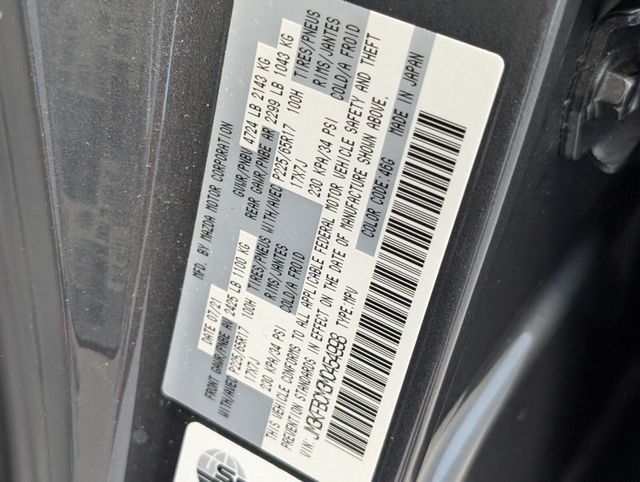 MFD. BY MAZDA MOTOR CORPORATION
DATE 07/21 GVWR/PNBV 4724 LB 2143 KG
FRONT GAWR/PNBE AV 2425 LB 1100 KG REAR GAWR/PNBE AR 2299 LB 1043 KG
WITH/AVEC P225/65R17 100H TIRES/PNEUS WITH/AVEC P225/65R17 100H TIRES/PNEUS
17X7J RIMS/JANTES 17X7J RIMS/JANTES
230 KPA/34 PSI COLD/A FROID 230 KPA/34 PSI COLD/A FROID
THIS VEHICLE CONFORMS TO ALL APPLICABLE FEDERAL MOTOR VEHICLE SAFETY AND THEFT
PREVENTION STANDARDS IN EFFECT ON THE DATE OF MANUFACTURE SHOWN ABOVE.
VIN: TYPE:MPV COLOR CODE:46G MADE IN JAPAN